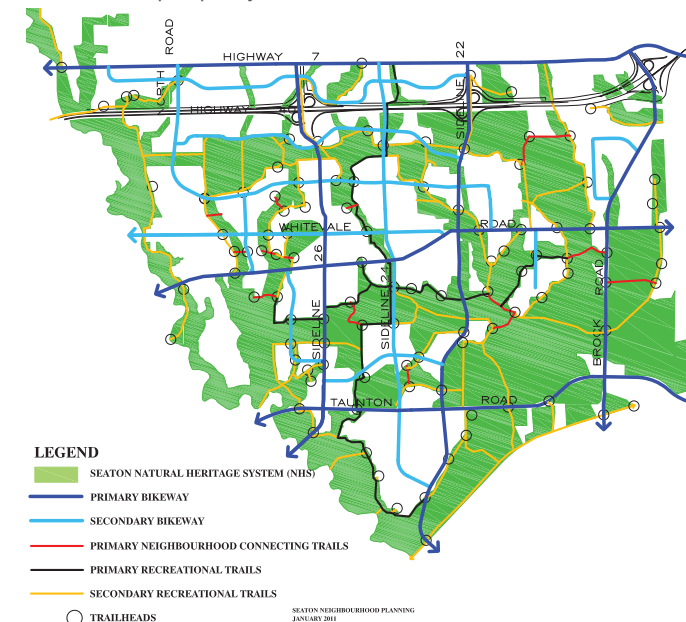 ROAD
HIGHWAY 7
22
HIGHWAY
SIDELINE
WHITEVALE
ROAD
26
SIDELINE
24
SIDELINE
ROAD
BROCK
TAUNTON
ROAD
LEGEND
SEATON NATURAL HERITAGE SYSTEM (NHS)
PRIMARY BIKEWAY
SECONDARY BIKEWAY
PRIMARY NEIGHBOURHOOD CONNECTING TRAILS
PRIMARY RECREATIONAL TRAILS
SECONDARY RECREATIONAL TRAILS
TRAILHEADS
SEATON NEIGHBOURHOOD PLANNING
JANUARY 2011